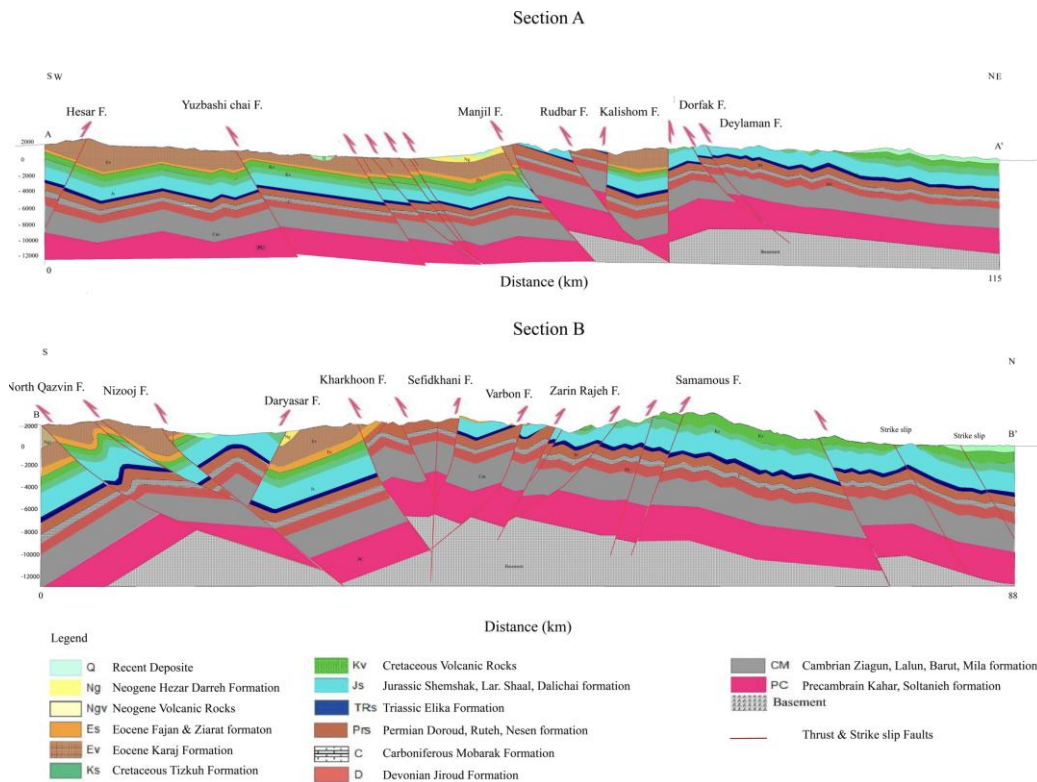 Section A
S W
N E
Hesar F.
Yuzbashi chai F.
Manjil F.
Rudbar F.
Kalishom F.
Dorfak F.
Deylaman F.
A
A'
2000
0
-2000
-4000
-6000
-8000
-10000
-12000
Basement
0
115
Distance (km)
Section B
S
N
North Qazvin F.
Nizooj F.
Daryasar F.
Kharkhoon F.
Sefidkhani F.
Varbon F.
Zarin Rajeh F.
Samamous F.
Strike slip
Strike slip
B
B'
-2000
0
-2000
-4000
-6000
-8000
-10000
-12000
Basement
0
88
Distance (km)
Legend
Q Recent Deposite
Ng Neogene Hezar Darreh Formation
Ngv Neogene Volcanic Rocks
Es Eocene Fajan & Ziarat formaton
Ev Eocene Karaj Formation
Ks Cretaceous Tizkuh Formation
Kv Cretaceous Volcanic Rocks
Js Jurassic Shemshak, Lar. Shaal, Dalichai formation
TRs Triassic Elika Formation
Prs Permian Doroud, Ruteh, Nesen formation
C Carboniferous Mobarak Formation
D Devonian Jiroud Formation
CM Cambrian Ziagun, Lalun, Barut, Mila formation
PC Precambrain Kahar, Soltanieh formation
Basement
Thrust & Strike slip Faults